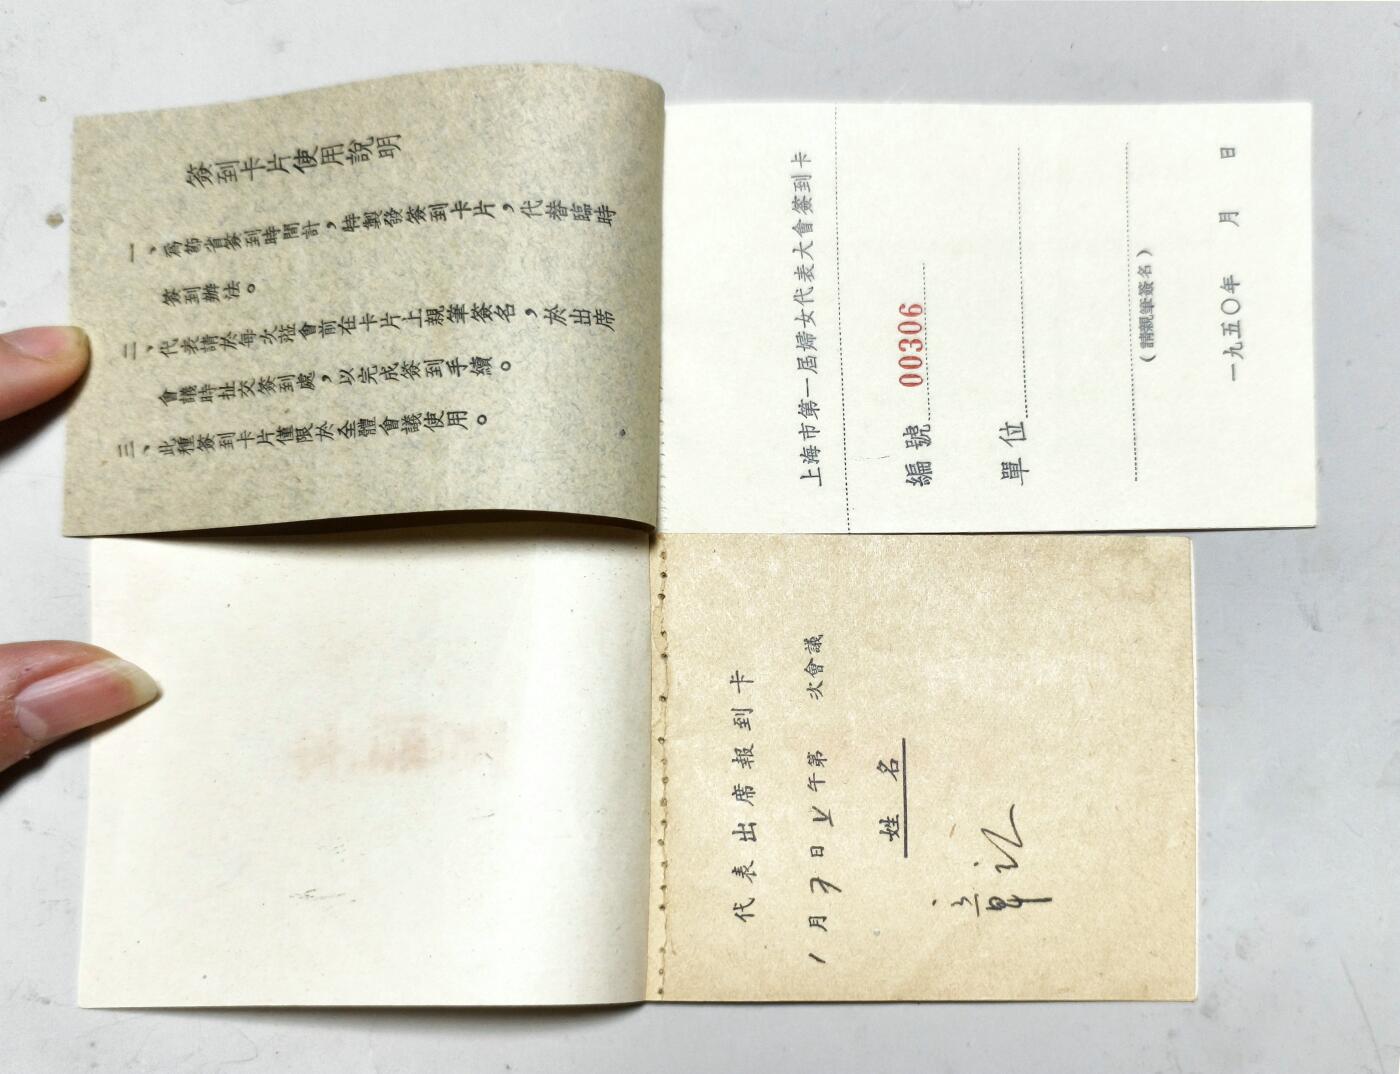 簽到卡片使用說明
一、爲節省簽到時間計，特製發簽到卡片，代替臨時
簽到辦法。
二、代表請於每次蒞會前在卡片上親筆簽名，於出席
會議時扯交簽到處，以完成簽到手續。
三、此種簽到卡片僅限於全體會議使用。
上海市第一屆婦女代表大會簽到卡
編號 00306
單位
（請親筆簽名）
一九五〇年 月 日
代表出席報到卡
1月 日上午第 次會議
姓名
章